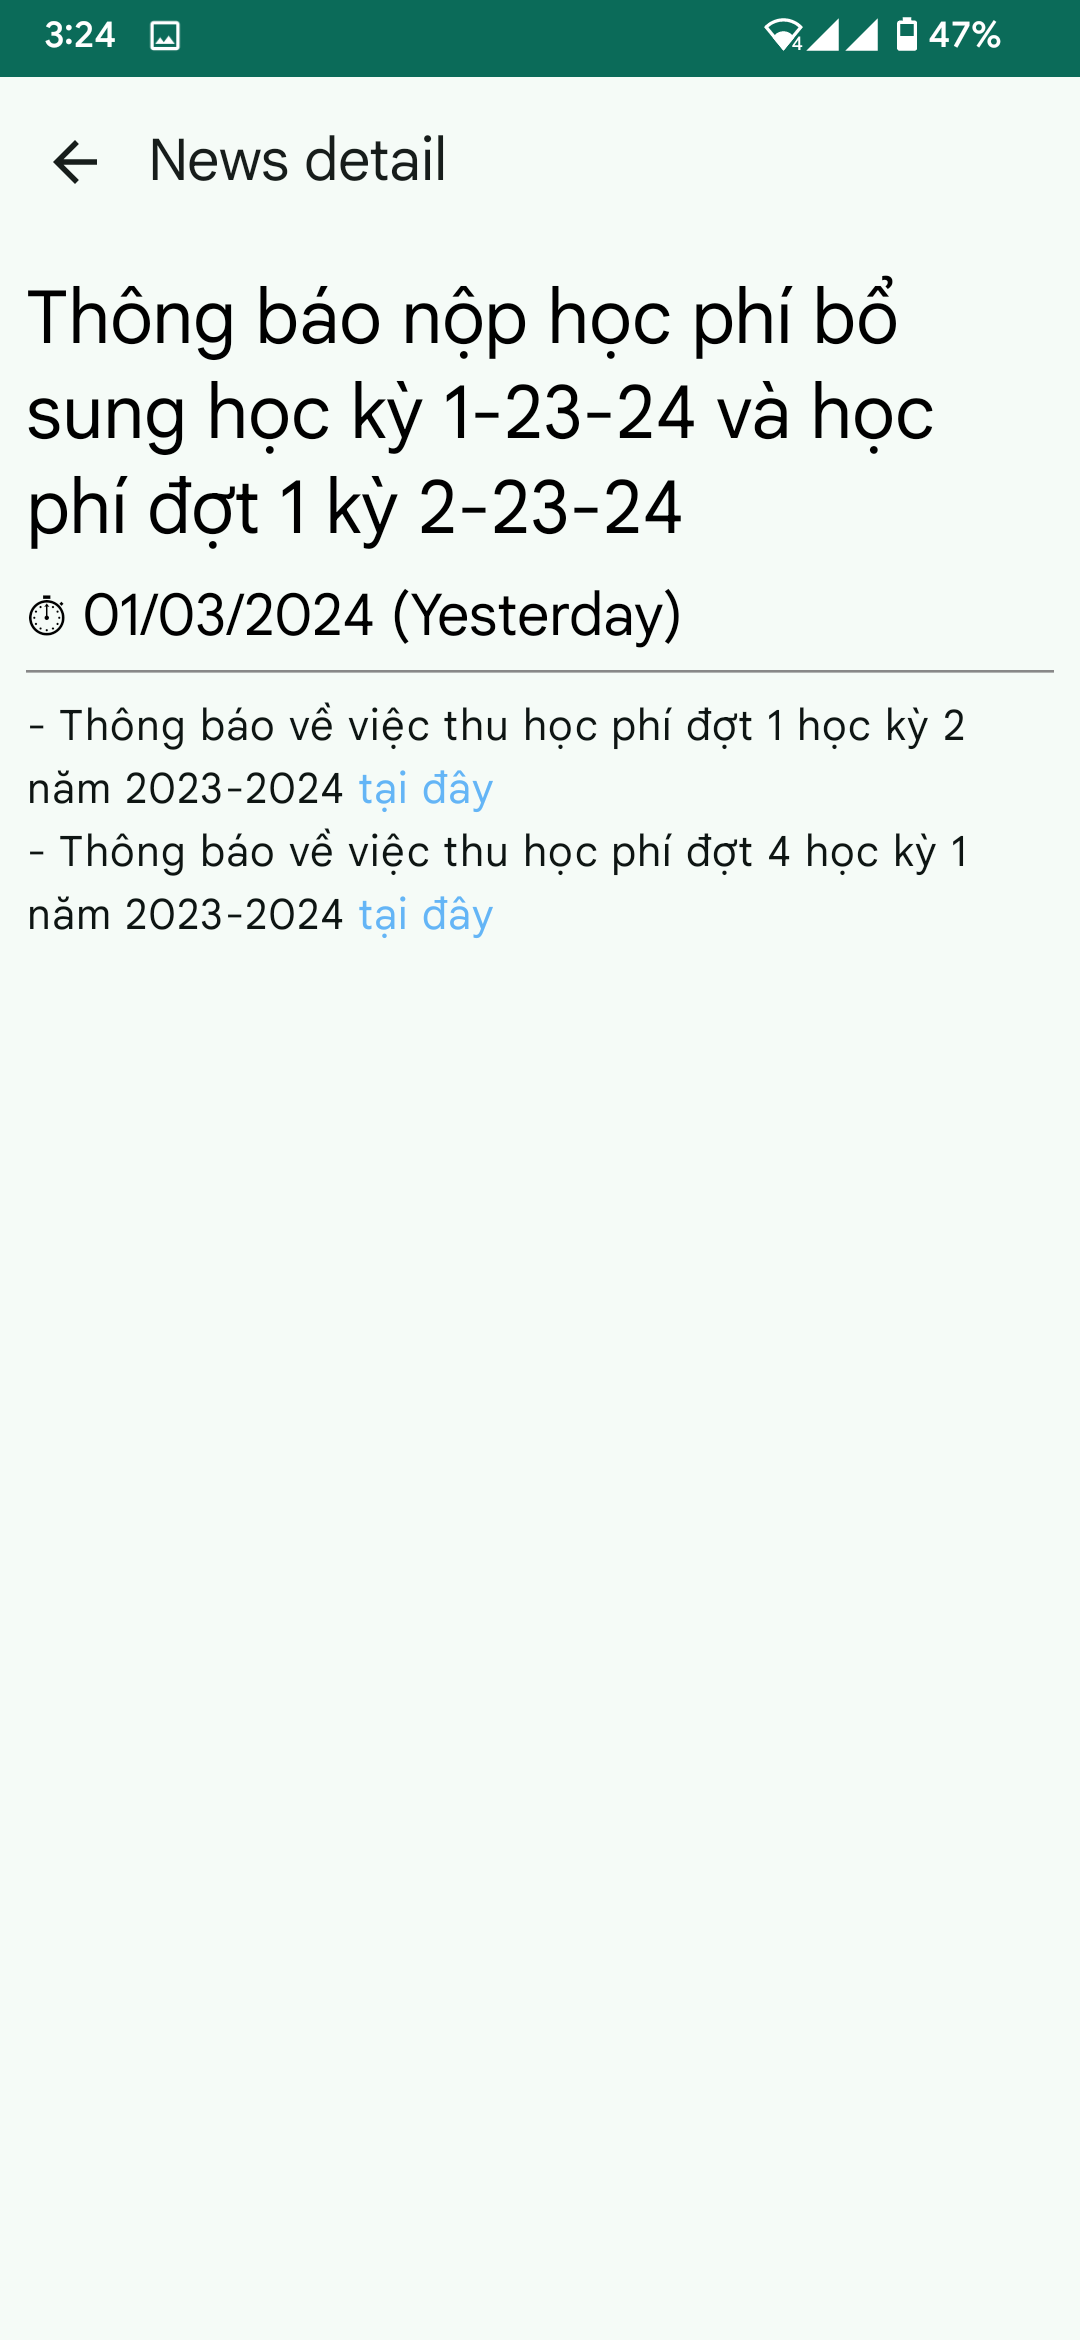 3:24
4
47%
News detail
Thông báo nộp học phí bổ
sung học kỳ 1-23-24 và học
phí đợt 1 kỳ 2-23-24
⏱ 01/03/2024 (Yesterday)
- Thông báo về việc thu học phí đợt 1 học kỳ 2
năm 2023-2024 tại đây
- Thông báo về việc thu học phí đợt 4 học kỳ 1
năm 2023-2024 tại đây